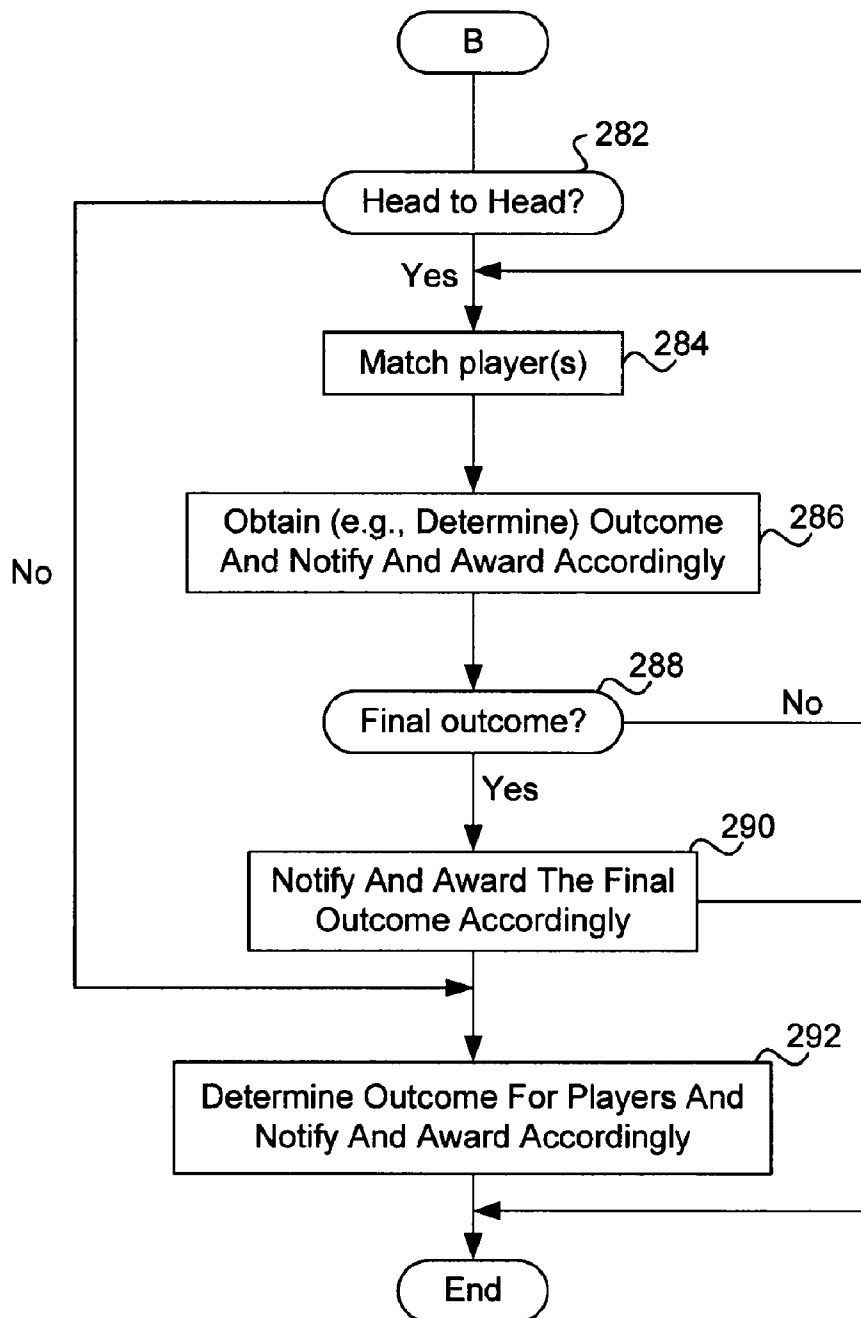 B
282
Head to Head?
Yes
Match player(s)
284
Obtain (e.g., Determine) Outcome
And Notify And Award Accordingly
286
No
288
Final outcome?
No
Yes
290
Notify And Award The Final
Outcome Accordingly
292
Determine Outcome For Players And
Notify And Award Accordingly
End